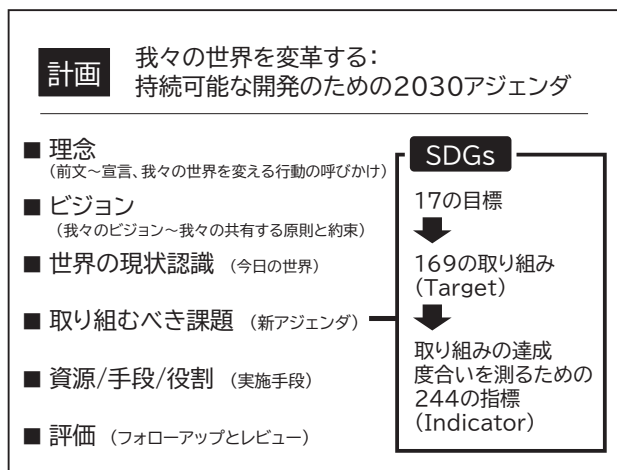 計画
我々の世界を変革する：
持続可能な開発のための2030アジェンダ
■ 理念
（前文～宣言、我々の世界を変える行動の呼びかけ）
■ ビジョン
（我々のビジョン～我々の共有する原則と約束）
■ 世界の現状認識 （今日の世界）
■ 取り組むべき課題 （新アジェンダ）
■ 資源/手段/役割 （実施手段）
■ 評価 （フォローアップとレビュー）
SDGs
17の目標
169の取り組み
(Target)
取り組みの達成
度合いを測るための
244の指標
(Indicator)